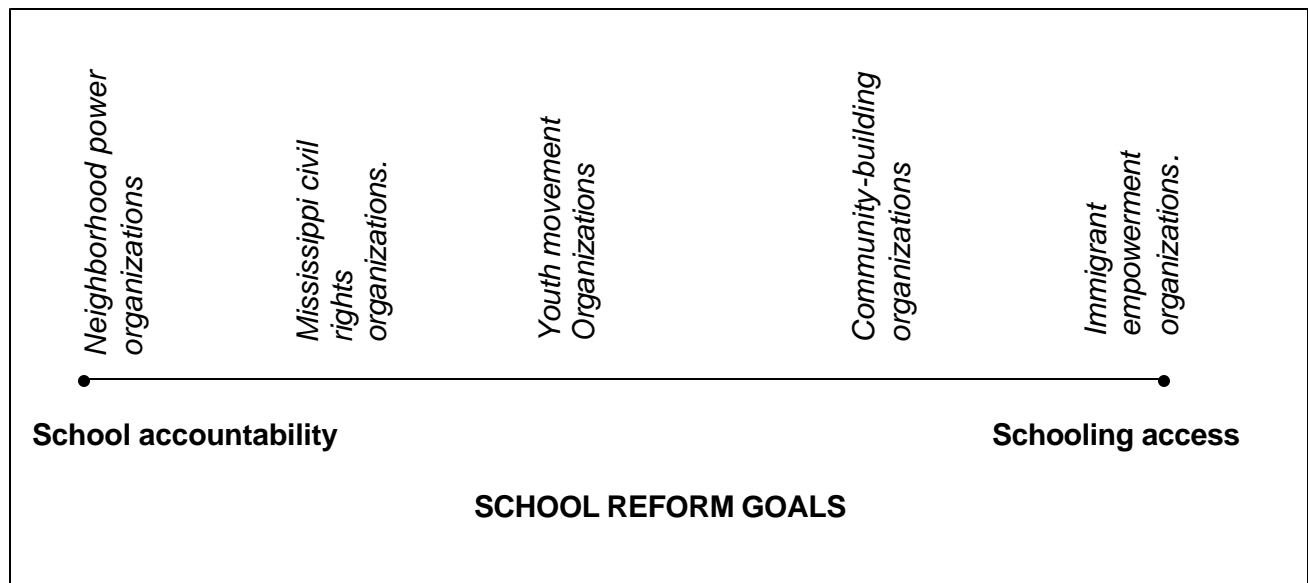 Neighborhood power
organizations
Mississippi civil
rights
organizations.
Youth movement
Organizations
Community-building
organizations
Immigrant
empowerment
organizations.
School accountability
Schooling access
SCHOOL REFORM GOALS